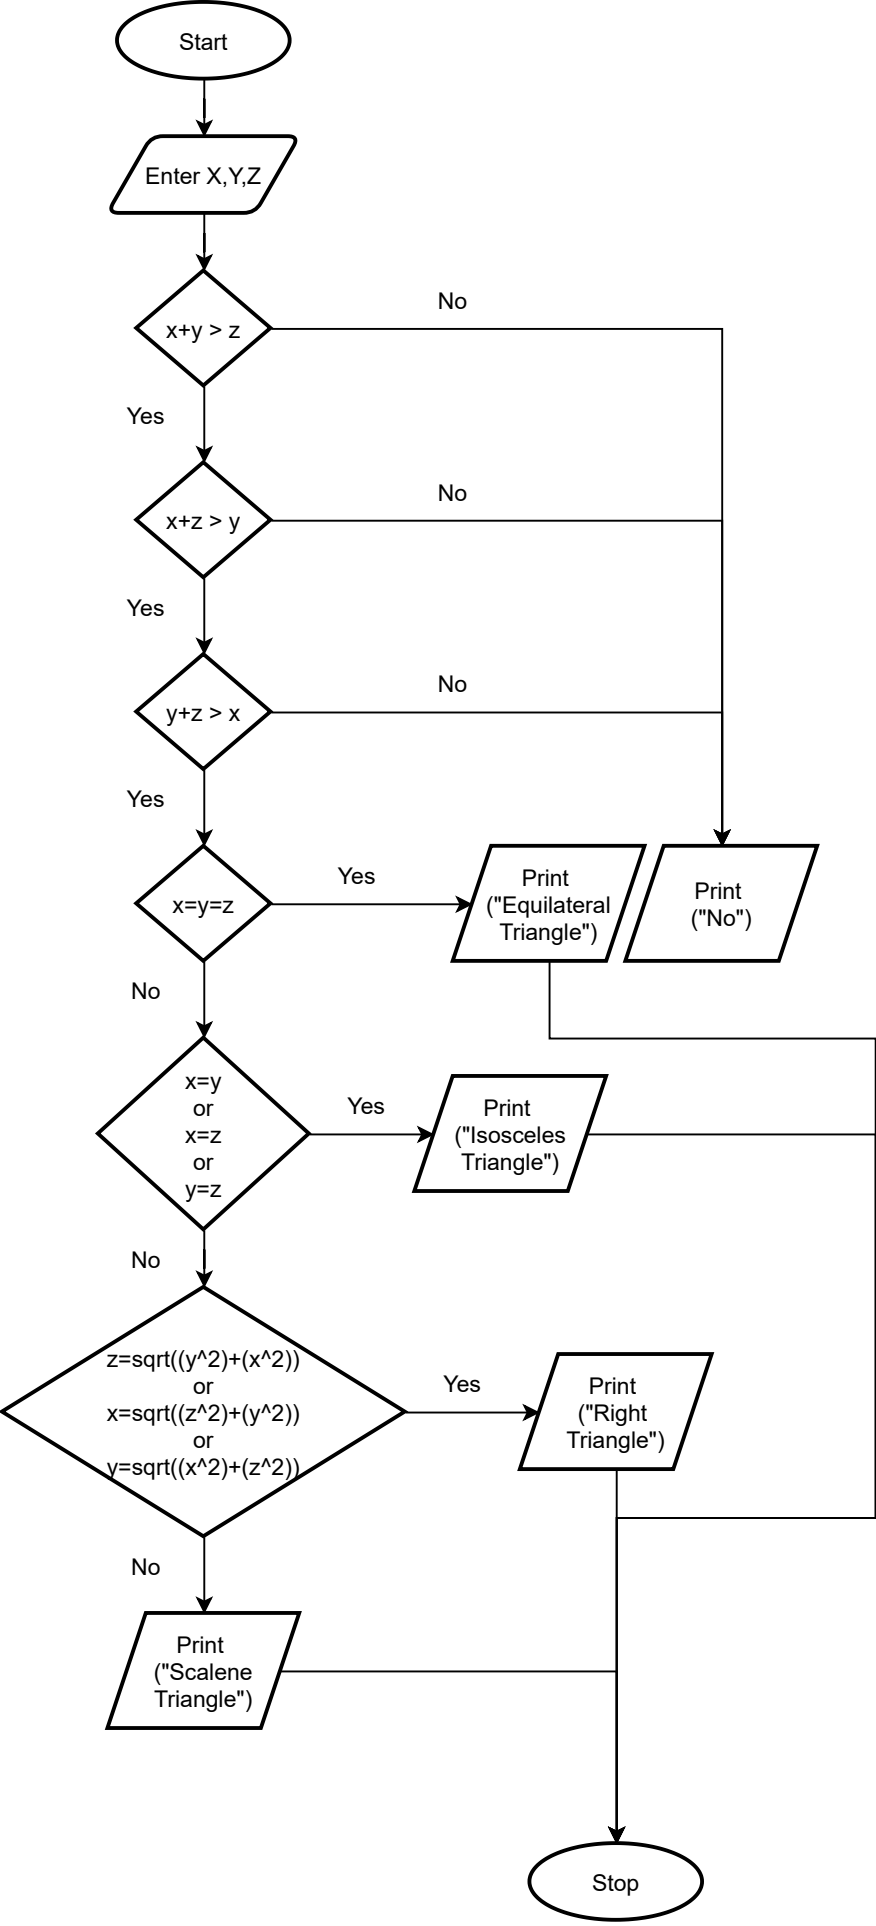 Start
Enter X,Y,Z
x+y > z
No
Yes
x+z > y
No
Yes
y+z > x
No
Yes
x=y=z
Yes
Print
("Equilateral
Triangle")
Print
("No")
No
x=y
or
x=z
or
y=z
Yes
Print
("Isosceles
Triangle")
No
z=sqrt((y^2)+(x^2))
or
x=sqrt((z^2)+(y^2))
or
y=sqrt((x^2)+(z^2))
Yes
Print
("Right
Triangle")
No
Print
("Scalene
Triangle")
Stop